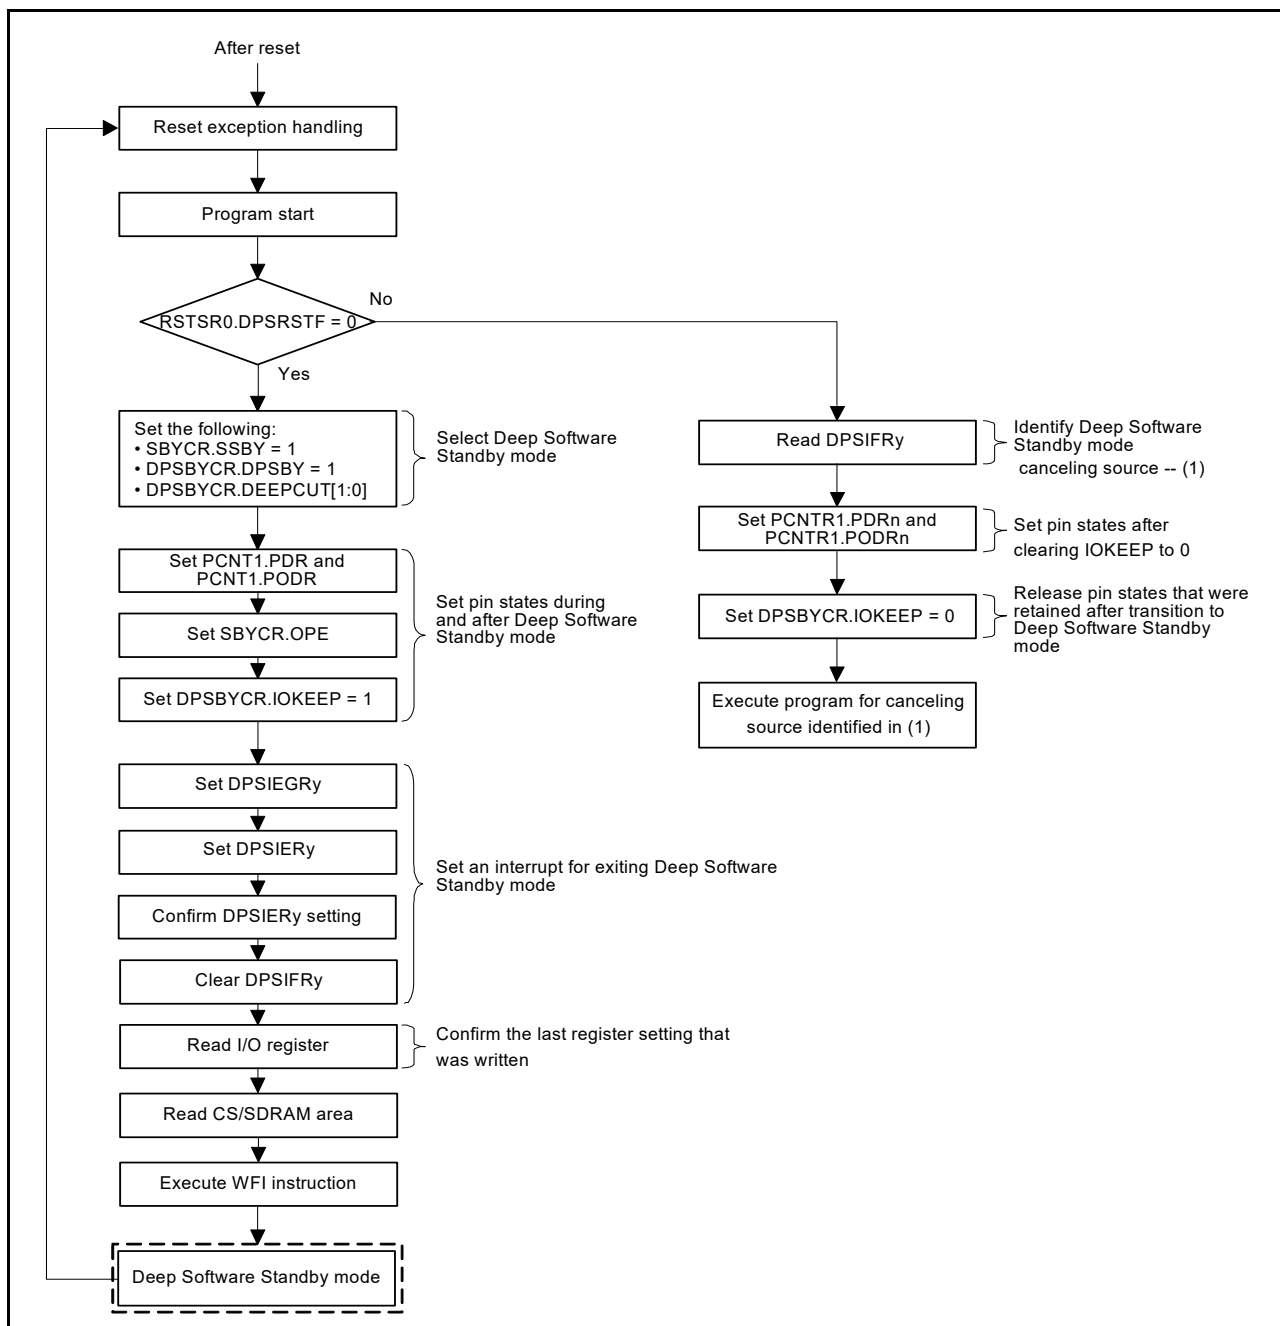 After reset
Reset exception handling
Program start
RSTSR0.DPSRSTF = 0
No
Yes
Set the following:
• SBYCR.SSBY = 1
• DPSBYCR.DPSBY = 1
• DPSBYCR.DEEPCUT[1:0]
Select Deep Software
Standby mode
Set PCNT1.PDR and
PCNT1.PODR
Set SBYCR.OPE
Set DPSBYCR.IOKEEP = 1
Set pin states during
and after Deep Software
Standby mode
Set DPSIEGRy
Set DPSIERy
Confirm DPSIERy setting
Clear DPSIFRy
Set an interrupt for exiting Deep Software
Standby mode
Read I/O register
Confirm the last register setting that
was written
Read CS/SDRAM area
Execute WFI instruction
Deep Software Standby mode
Read DPSIFRy
Identify Deep Software
Standby mode
canceling source -- (1)
Set PCNTR1.PDRn and
PCNTR1.PODRn
Set pin states after
clearing IOKEEP to 0
Set DPSBYCR.IOKEEP = 0
Release pin states that were
retained after transition to
Deep Software Standby
mode
Execute program for canceling
source identified in (1)